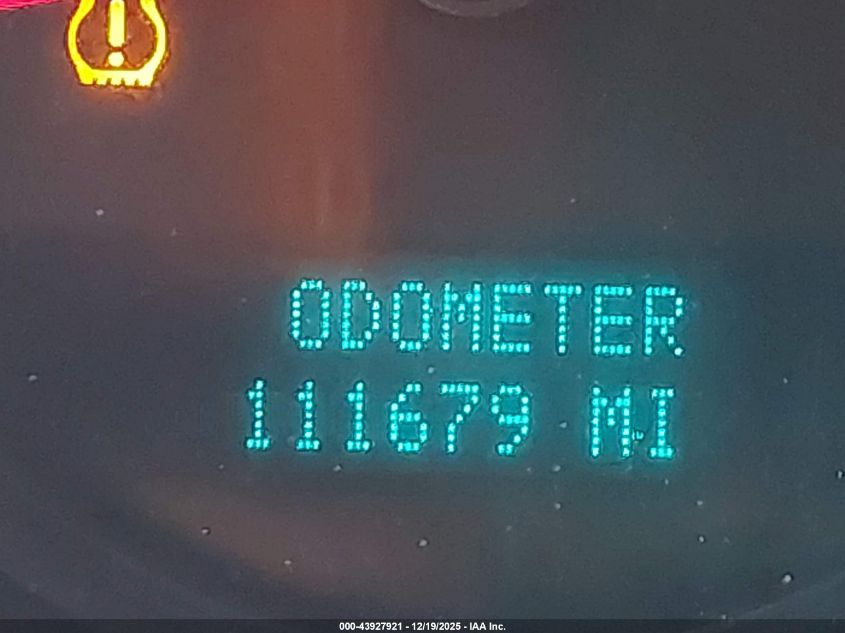 ODOMETER
111679 MI
000-43927921 - 12/19/2025 - IAA Inc.